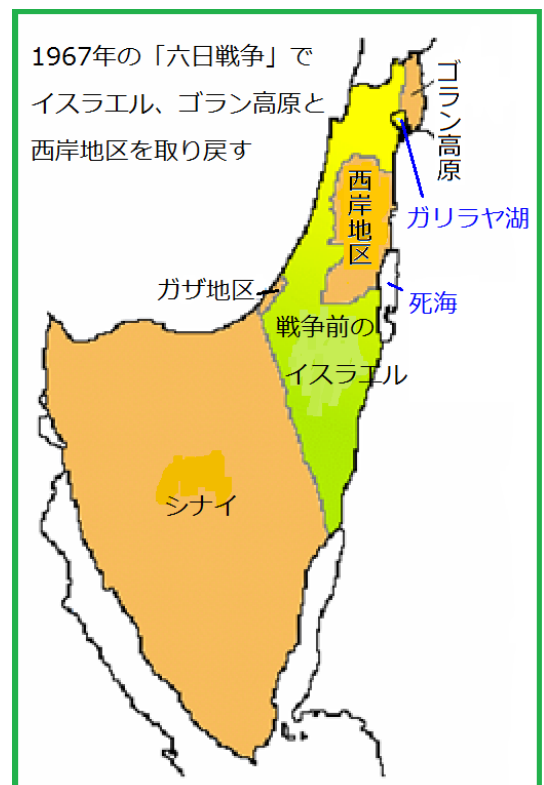 1967年の「六日戦争」で
イスラエル、ゴラン高原と
西岸地区を取り戻す
ゴラン高原
西岸地区
ガリラヤ湖
ガザ地区
死海
戦争前の
イスラエル
シナイ